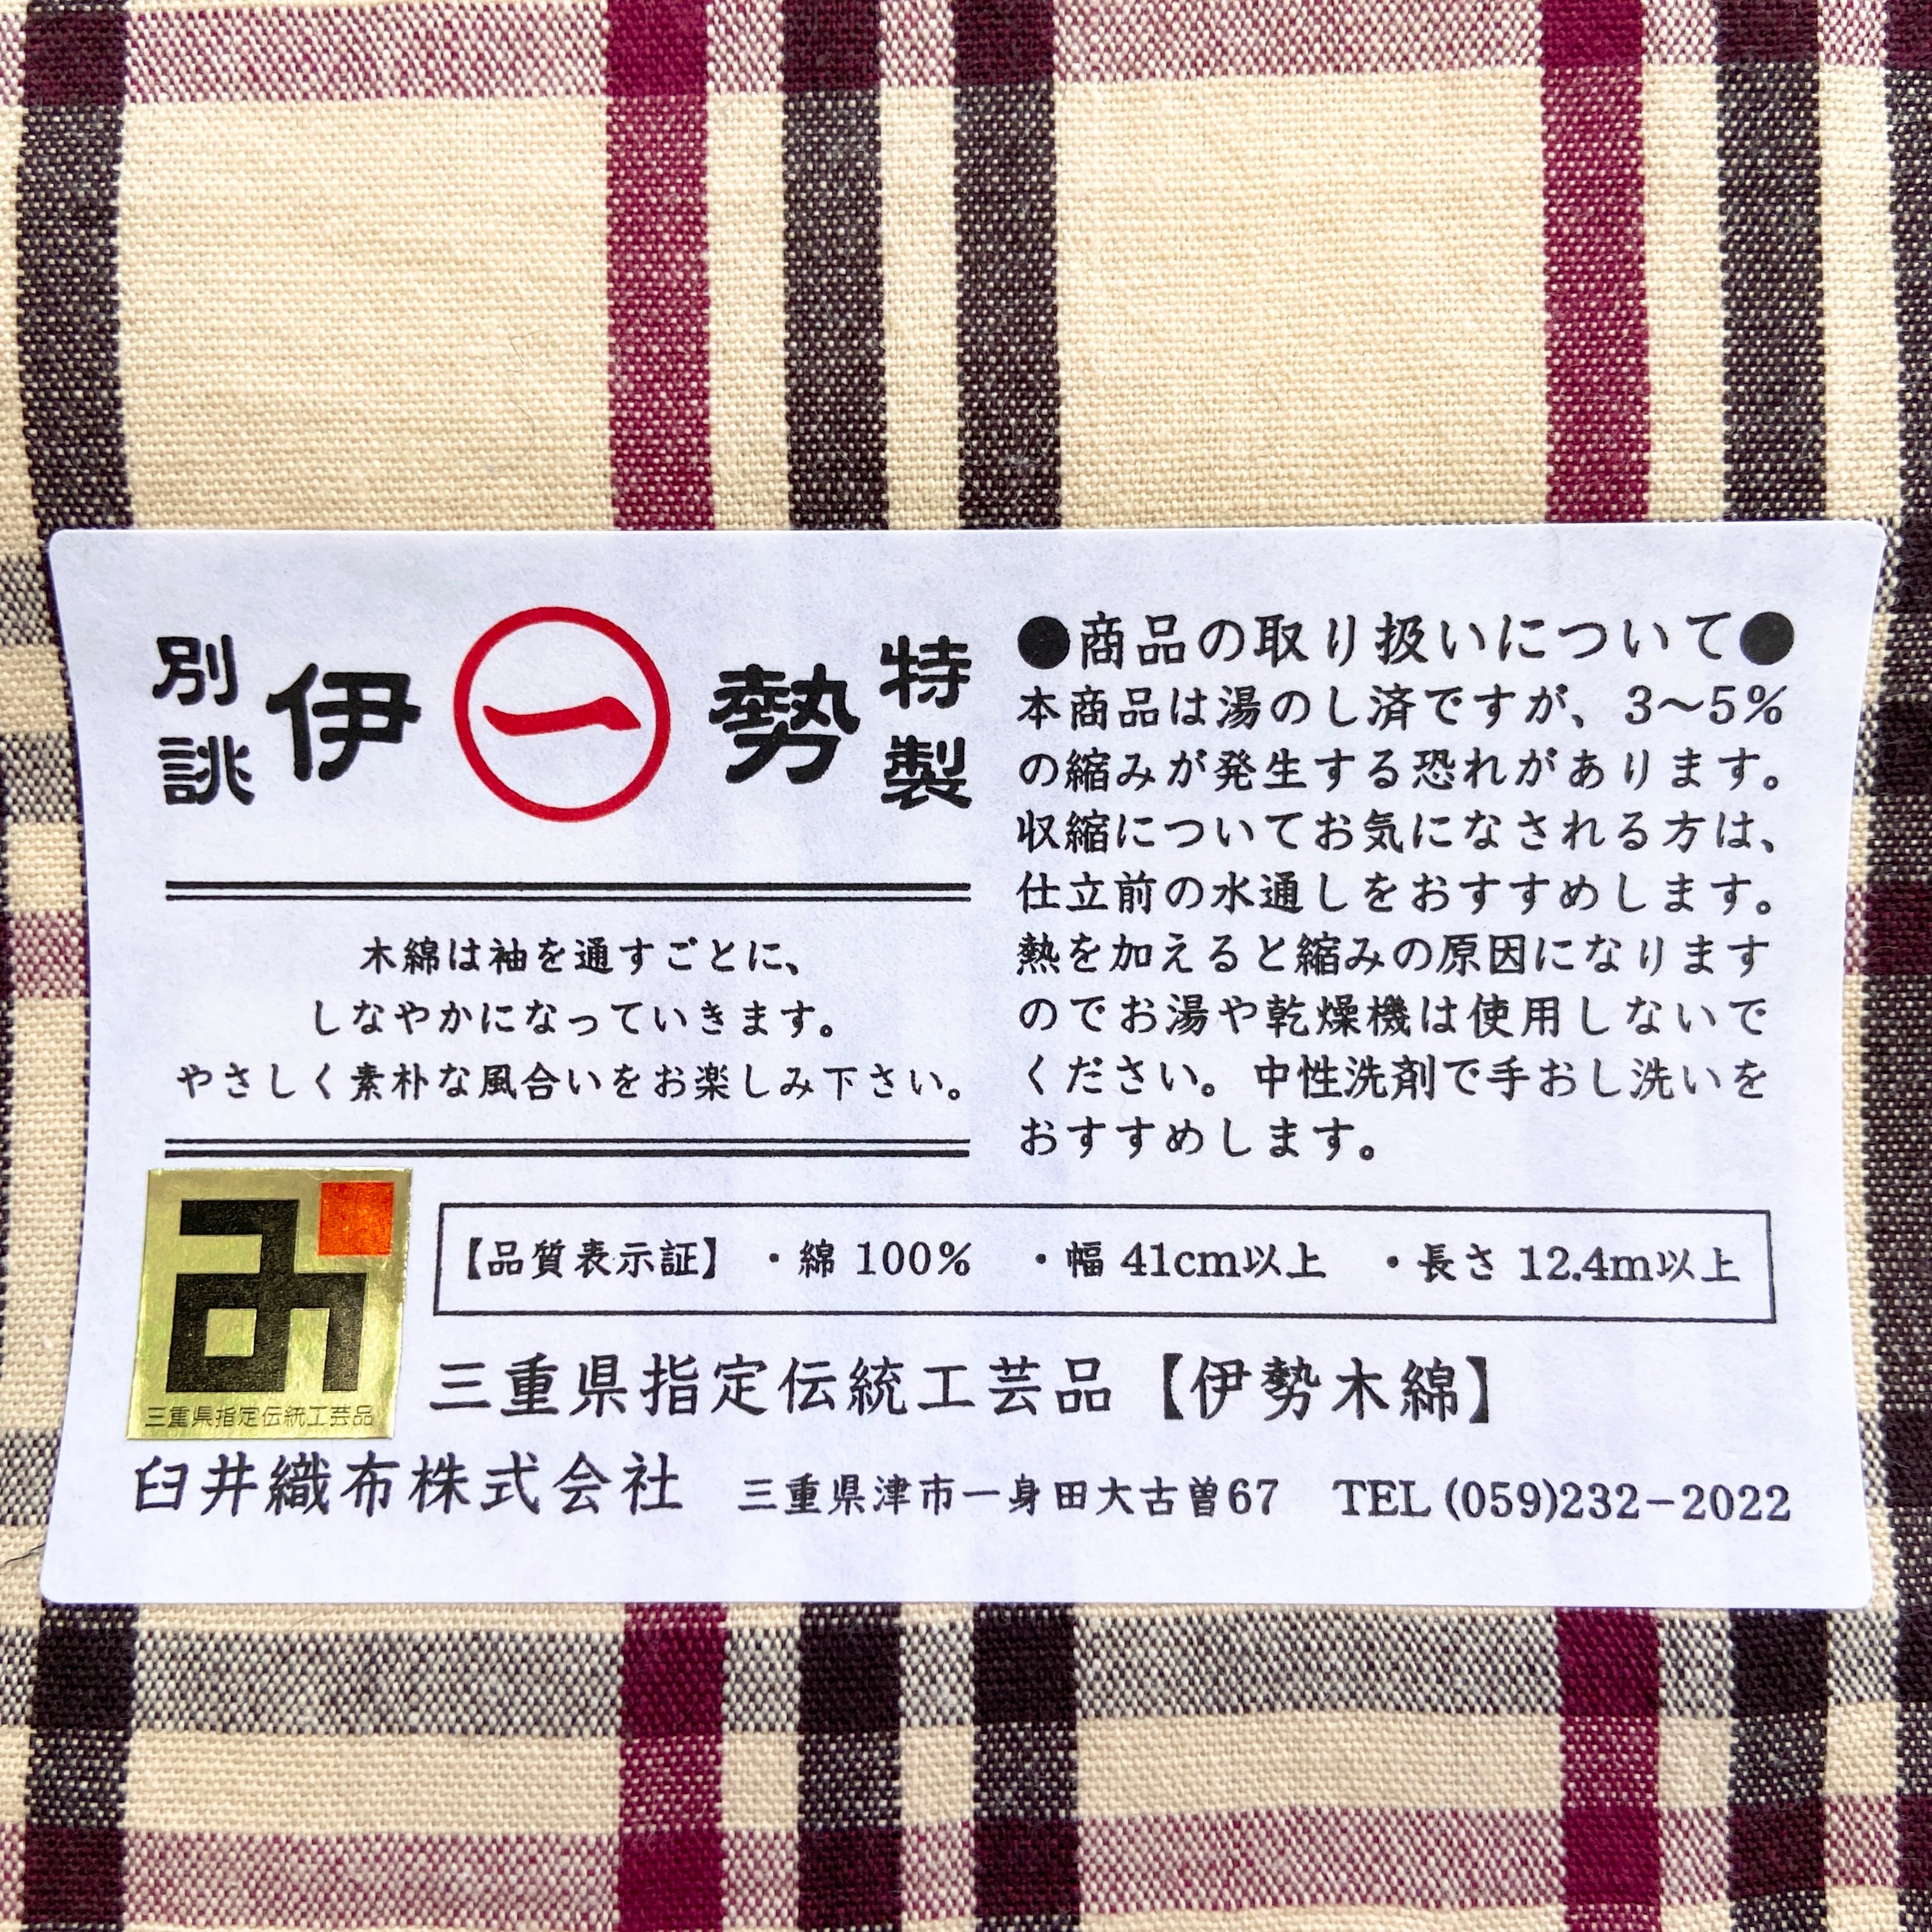 別誂
伊㊀勢
特製
木綿は袖を通すごとに、
しなやかになっていきます。
やさしく素朴な風合いをお楽しみ下さい。
●商品の取り扱いについて●
本商品は湯のし済ですが、3〜5%
の縮みが発生する恐れがあります。
収縮についてお気になされる方は、
仕立前の水通しをおすすめします。
熱を加えると縮みの原因になります
のでお湯や乾燥機は使用しないで
ください。中性洗剤で手おし洗いを
おすすめします。
【品質表示証】 ・綿 100% ・幅 41cm以上 ・長さ 12.4m以上
三重県指定伝統工芸品
三重県指定伝統工芸品【伊勢木綿】
臼井織布株式会社 三重県津市一身田大古曽67 TEL (059)232-2022